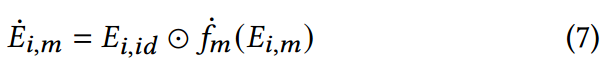 Ė_{i,m} = E_{i,id} ⊙ ḟ_m(E_{i,m}) (7)